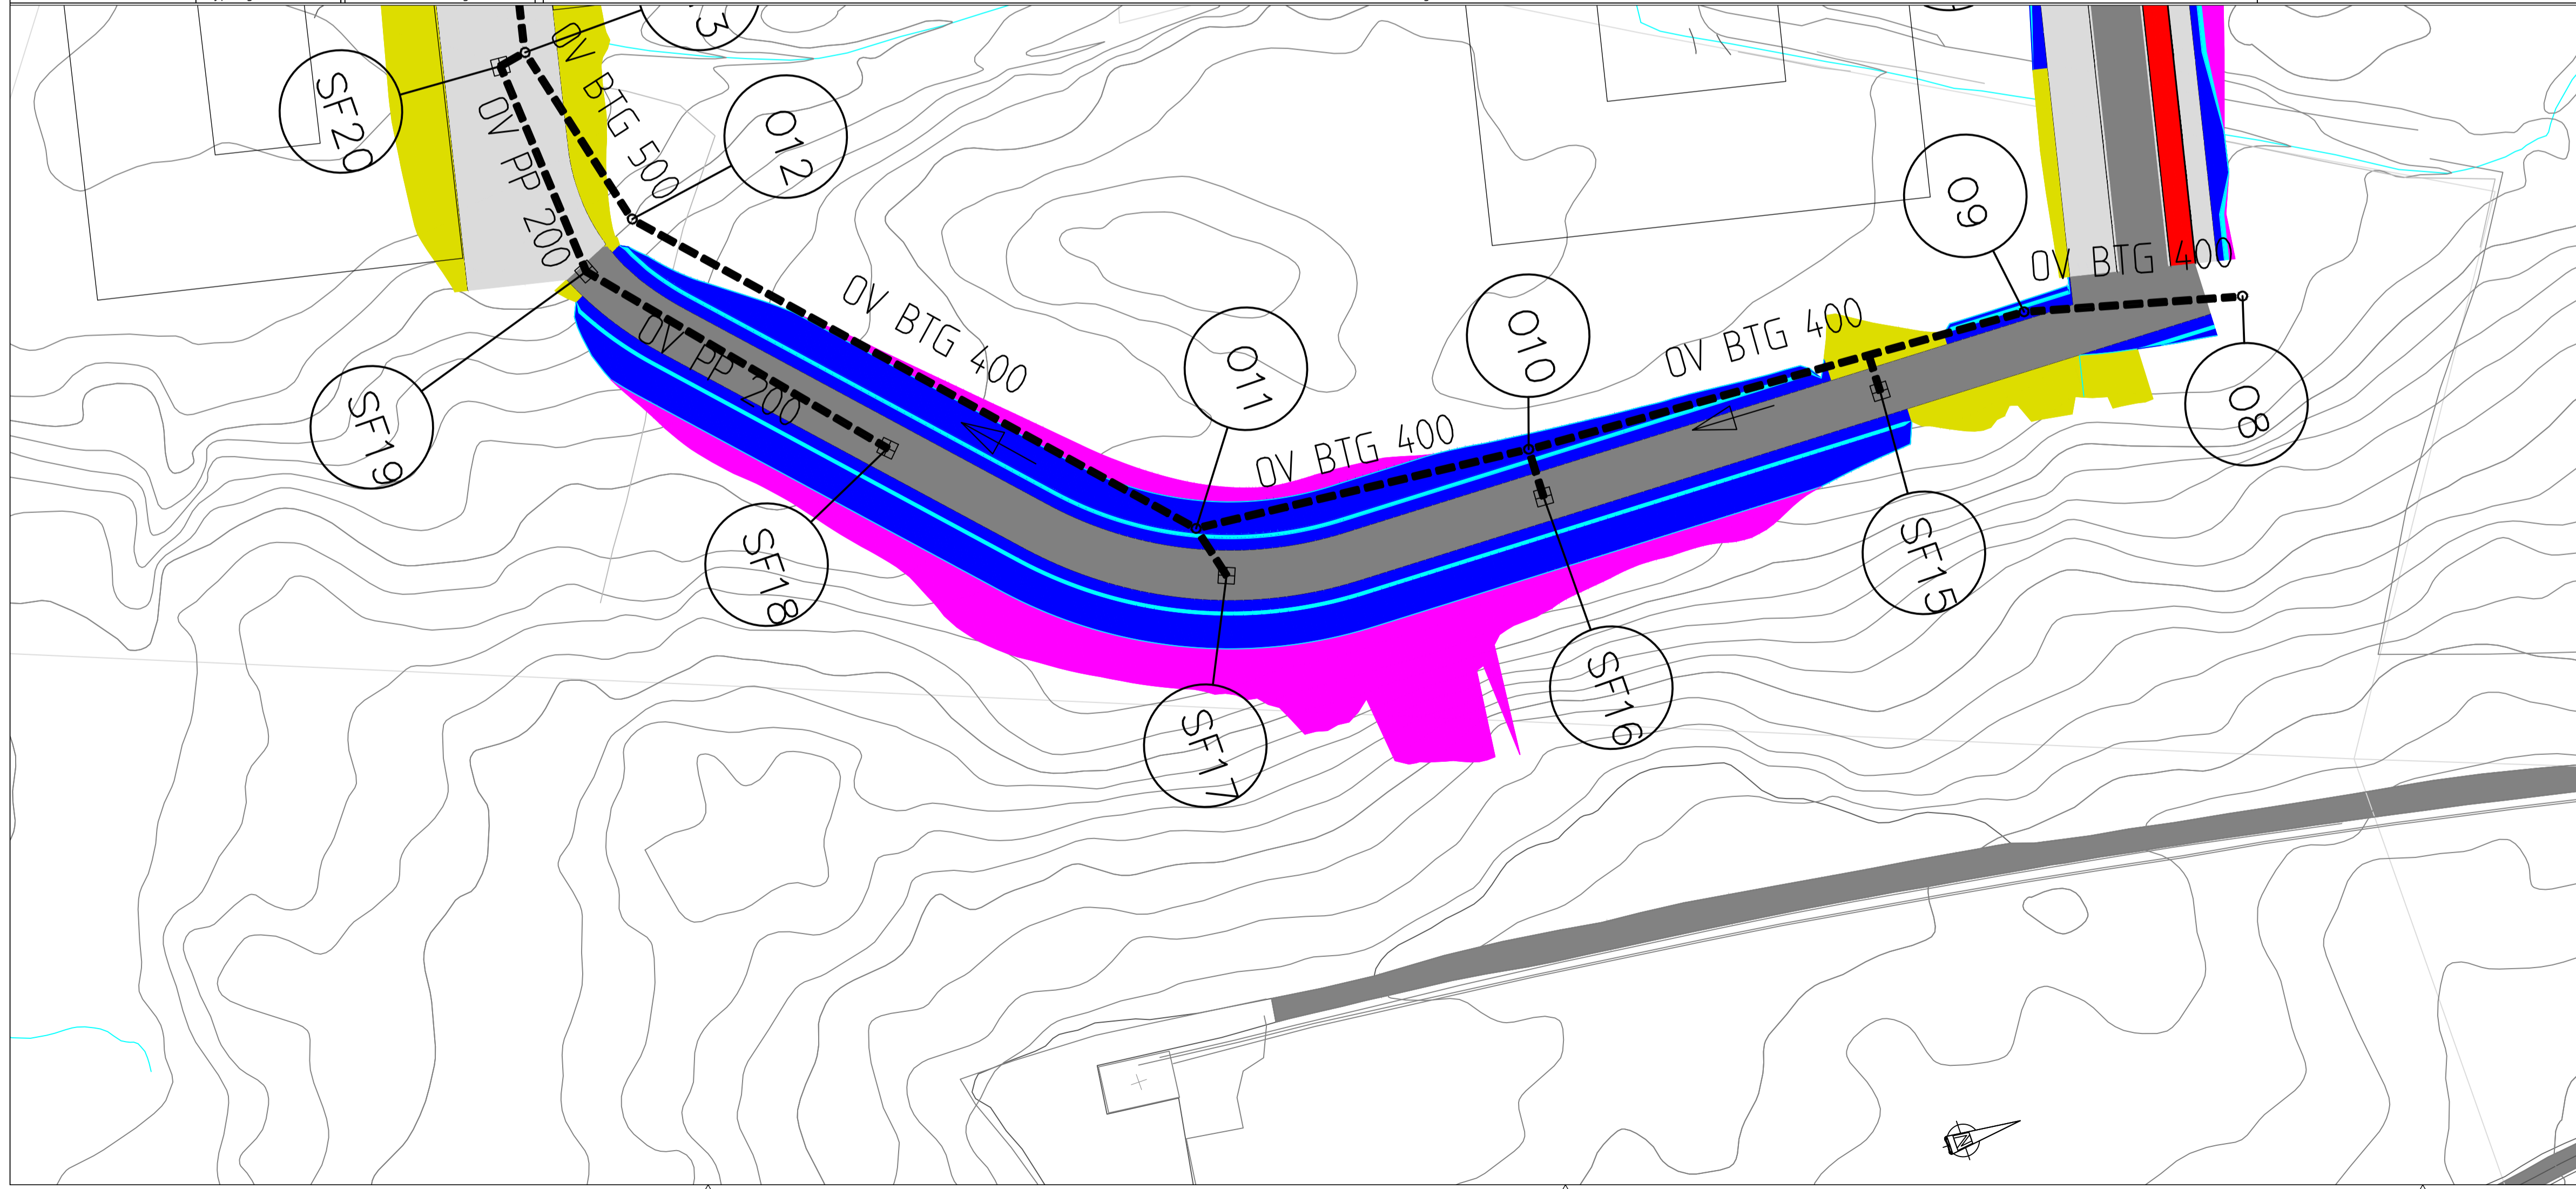 SF20
OV BTG 500
OV PP 200
O12
OV BTG 400
O9
OV BTG 400
O8
SF19
OV PP 200
O11
O10
OV BTG 400
OV BTG 400
SF18
SF17
SF16
SF15
N